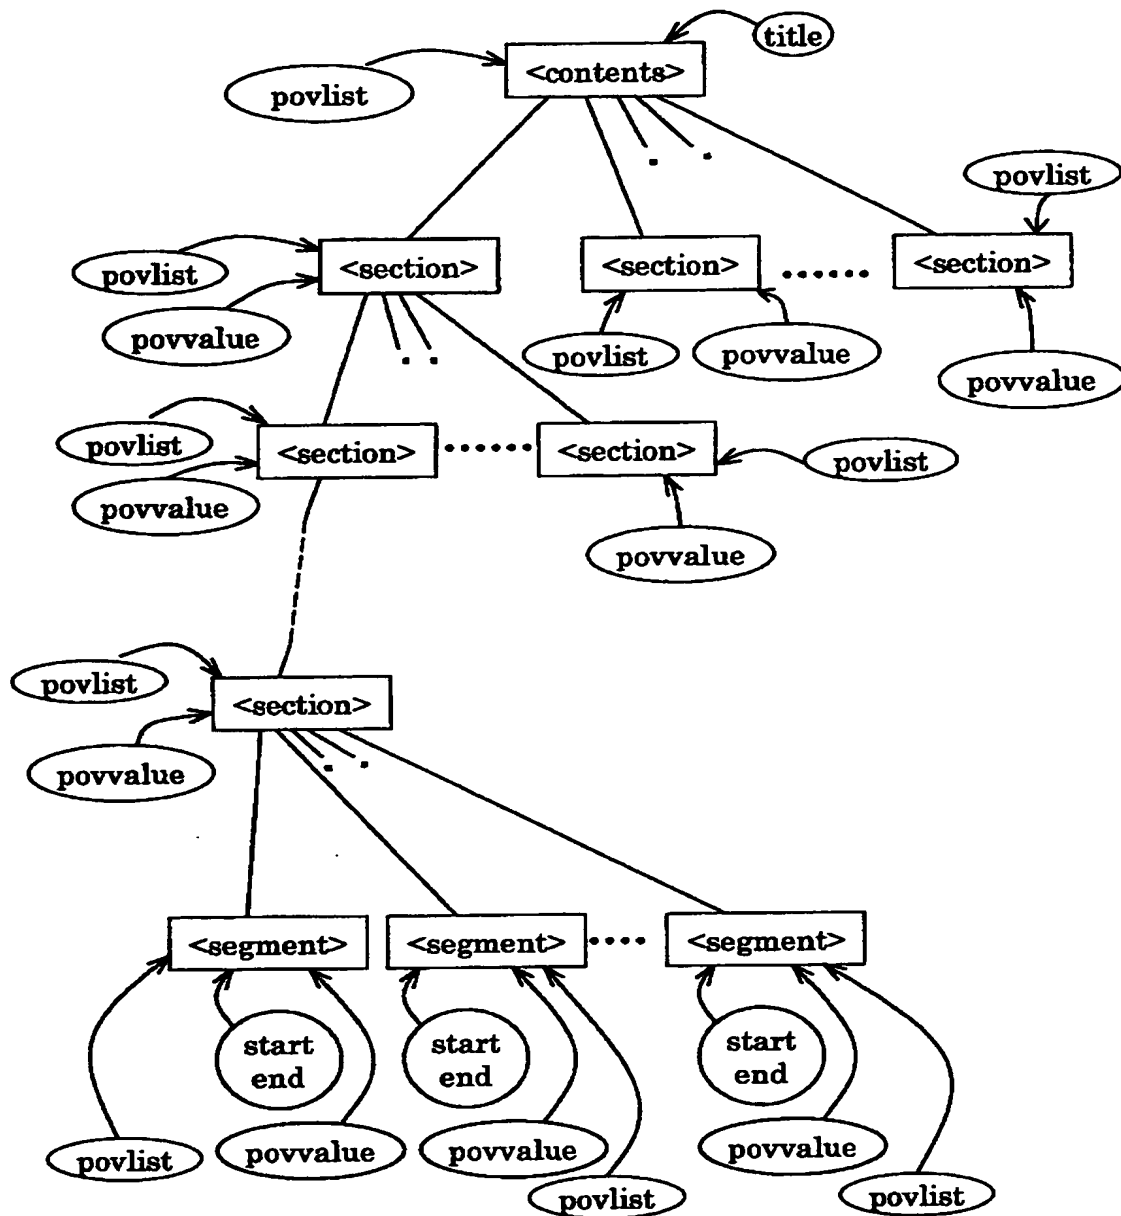 title
<contents>
povlist
povlist
povlist
<section>
<section>
<section>
povvalue
povlist
povvalue
povvalue
povlist
<section>
<section>
povlist
povvalue
povvalue
povlist
<section>
povvalue
<segment>
<segment>
<segment>
start
end
start
end
start
end
povlist
povvalue
povvalue
povvalue
povlist
povlist